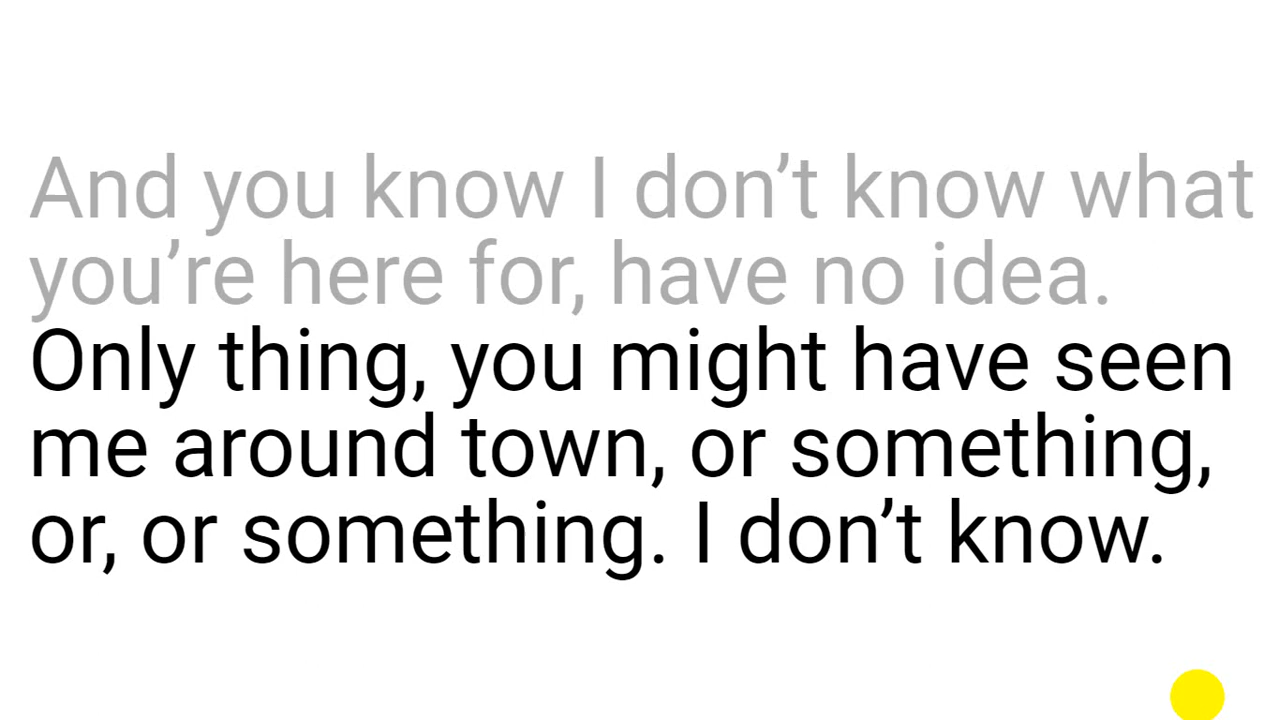 And you know I don’t know what
you’re here for, have no idea.
Only thing, you might have seen
me around town, or something,
or, or something. I don’t know.